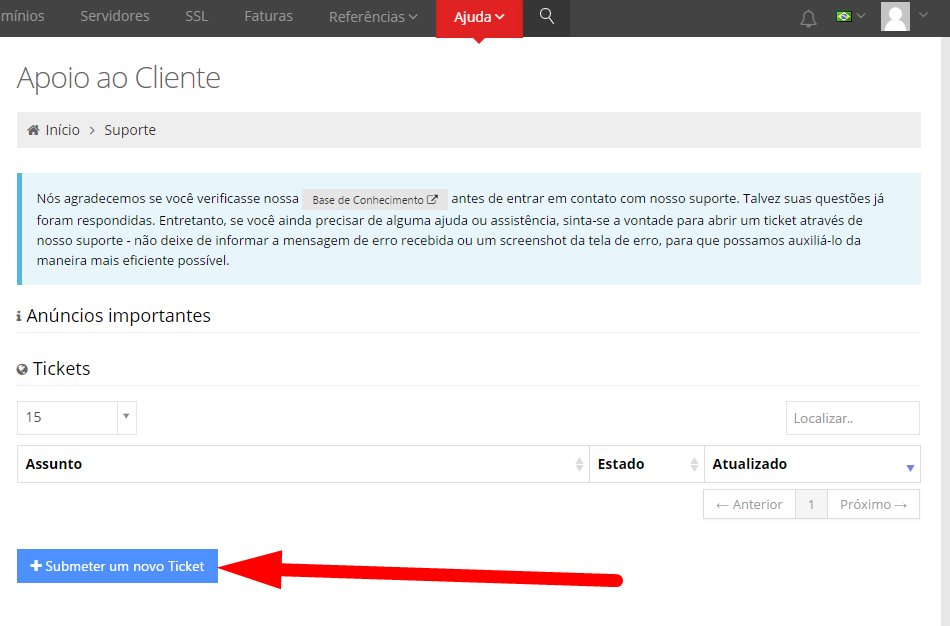 mínios Servidores SSL Faturas Referências Ajuda
Apoio ao Cliente
Início > Suporte
Nós agradecemos se você verificasse nossa Base de Conhecimento antes de entrar em contato com nosso suporte. Talvez suas questões já
foram respondidas. Entretanto, se você ainda precisar de alguma ajuda ou assistência, sinta-se a vontade para abrir um ticket através de
nosso suporte - não deixe de informar a mensagem de erro recebida ou um screenshot da tela de erro, para que possamos auxiliá-lo da
maneira mais eficiente possível.
Anúncios importantes
Tickets
15 Localizar..
Assunto Estado Atualizado
← Anterior 1 Próximo →
+ Submeter um novo Ticket